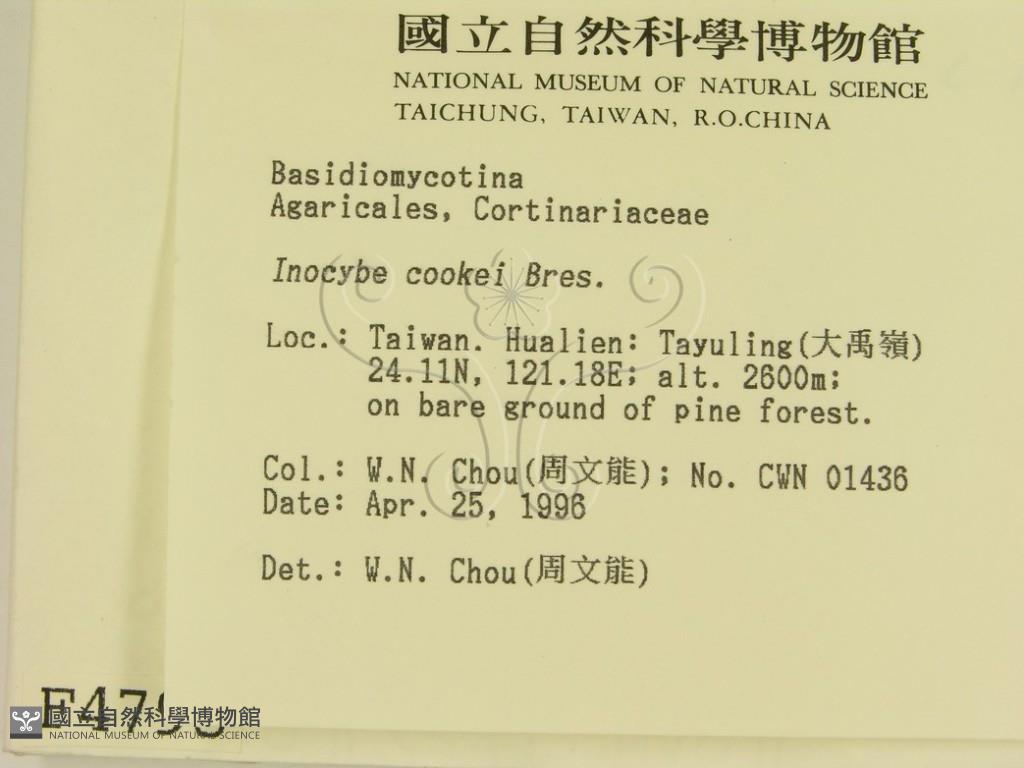 國立自然科學博物館
NATIONAL MUSEUM OF NATURAL SCIENCE
TAICHUNG, TAIWAN, R.O.CHINA
Basidiomycotina
Agaricales, Cortinariaceae
Inocybe cookei Bres.
Loc.: Taiwan. Hualien: Tayuling(大禹嶺)
24.11N, 121.18E; alt. 2600m;
on bare ground of pine forest.
Col.: W.N. Chou(周文能); No. CWN 01436
Date: Apr. 25, 1996
Det.: W.N. Chou(周文能)
國立自然科學博物館
NATIONAL MUSEUM OF NATURAL SCIENCE